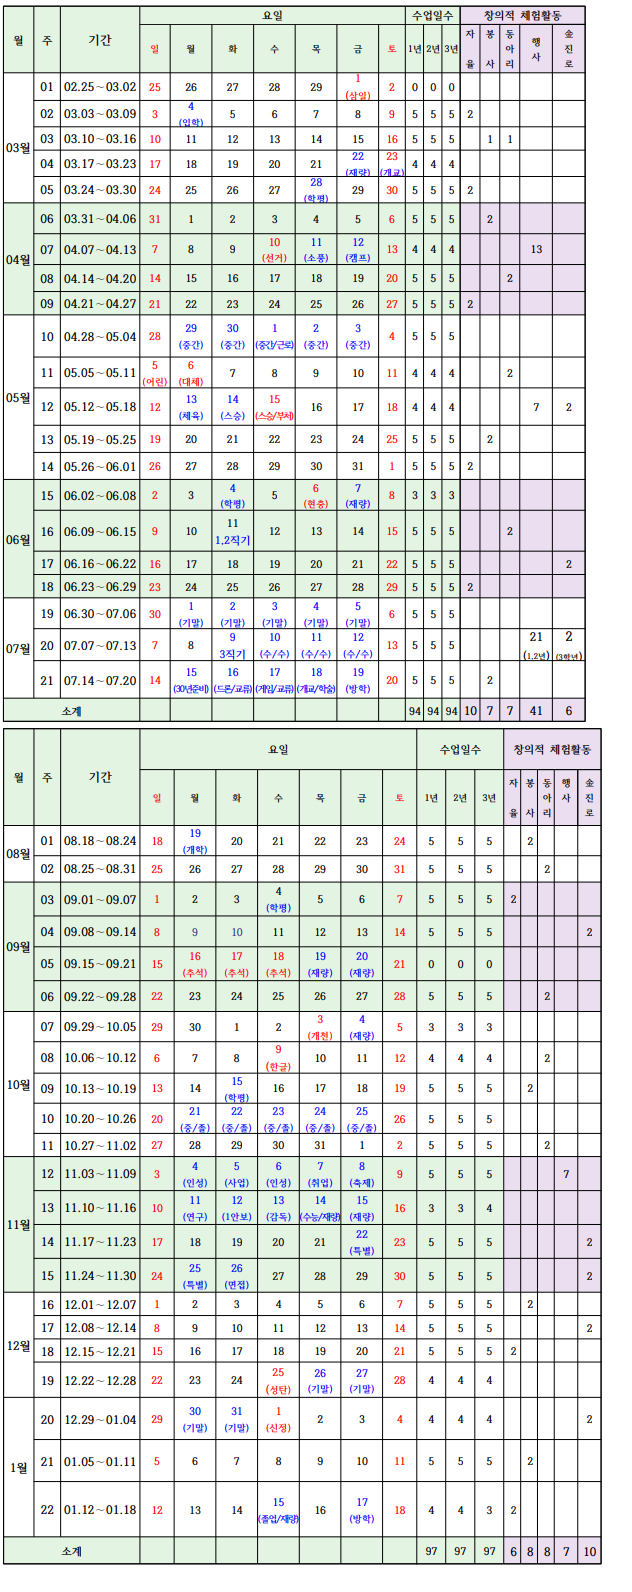 월 주 기간 요일 수업일수 창의적 체험활동
일 월 화 수 목 금 토 1년 2년 3년 자율 봉사 동아리 행사 金진로
03월 01 02.25~03.02 25 26 27 28 29 1 (삼일) 2 0 0 0
02 03.03~03.09 3 4 (입학) 5 6 7 8 9 5 5 5 2
03 03.10~03.16 10 11 12 13 14 15 16 5 5 5 1 1
04 03.17~03.23 17 18 19 20 21 22 (재량) 23 (개교) 4 4 4
05 03.24~03.30 24 25 26 27 28 (학평) 29 30 5 5 5 2
04월 06 03.31~04.06 31 1 2 3 4 5 6 5 5 5 2
07 04.07~04.13 7 8 9 10 (선거) 11 (소풍) 12 (캠프) 13 4 4 4 13
08 04.14~04.20 14 15 16 17 18 19 20 5 5 5 2
09 04.21~04.27 21 22 23 24 25 26 27 5 5 5 2
05월 10 04.28~05.04 28 29 (중간) 30 (중간) 1 (중간/근로) 2 (중간) 3 (중간) 4 5 5 5
11 05.05~05.11 5 (어린) 6 (대체) 7 8 9 10 11 4 4 4 2
12 05.12~05.18 12 13 (체육) 14 (스승) 15 (스승/부처) 16 17 18 4 4 4 7 2
13 05.19~05.25 19 20 21 22 23 24 25 5 5 5 2
14 05.26~06.01 26 27 28 29 30 31 1 5 5 5 2
06월 15 06.02~06.08 2 3 4 (학평) 5 6 (현충) 7 (재량) 8 3 3 3
16 06.09~06.15 9 10 11 1,2직기 12 13 14 15 5 5 5 2
17 06.16~06.22 16 17 18 19 20 21 22 5 5 5 2
18 06.23~06.29 23 24 25 26 27 28 29 5 5 5 2
07월 19 06.30~07.06 30 1 (기말) 2 (기말) 3 (기말) 4 (기말) 5 (기말) 6 5 5 5
20 07.07~07.13 7 8 9 3직기 10 (수/수) 11 (수/수) 12 (수/수) 13 5 5 5 21 (1,2년) 2 (3학년)
21 07.14~07.20 14 15 (30년준비) 16 (드론/교류) 17 (게임/교류) 18 (개교/학술) 19 (방학) 20 5 5 5 2
소계 94 94 94 10 7 7 41 6
월 주 기간 요일 수업일수 창의적 체험활동
일 월 화 수 목 금 토 1년 2년 3년 자율 봉사 동아리 행사 金진로
08월 01 08.18~08.24 18 19 (개학) 20 21 22 23 24 5 5 5 2
02 08.25~08.31 25 26 27 28 29 30 31 5 5 5 2
09월 03 09.01~09.07 1 2 3 4 (학평) 5 6 7 5 5 5 2
04 09.08~09.14 8 9 10 11 12 13 14 5 5 5 2
05 09.15~09.21 15 16 (추석) 17 (추석) 18 (추석) 19 (재량) 20 (재량) 21 0 0 0
06 09.22~09.28 22 23 24 25 26 27 28 5 5 5 2
10월 07 09.29~10.05 29 30 1 2 3 (개천) 4 (재량) 5 3 3 3
08 10.06~10.12 6 7 8 9 (한글) 10 11 12 4 4 4 2
09 10.13~10.19 13 14 15 (학평) 16 17 18 19 5 5 5 2
10 10.20~10.26 20 21 (중/졸) 22 (중/졸) 23 (중/졸) 24 (중/졸) 25 (중/졸) 26 5 5 5
11 10.27~11.02 27 28 29 30 31 1 2 5 5 5 2
11월 12 11.03~11.09 3 4 (인성) 5 (사업) 6 (인성) 7 (취업) 8 (축제) 9 5 5 5 7
13 11.10~11.16 10 11 (연구) 12 (1안보) 13 (감독) 14 (수능/재량) 15 (재량) 16 3 3 4
14 11.17~11.23 17 18 19 20 21 22 (특별) 23 5 5 5 2
15 11.24~11.30 24 25 (특별) 26 (면접) 27 28 29 30 5 5 5 2
12월 16 12.01~12.07 1 2 3 4 5 6 7 5 5 5 2
17 12.08~12.14 8 9 10 11 12 13 14 5 5 5 2
18 12.15~12.21 15 16 17 18 19 20 21 5 5 5 2
19 12.22~12.28 22 23 24 25 (성탄) 26 (기말) 27 (기말) 28 4 4 4
1월 20 12.29~01.04 29 30 (기말) 31 (기말) 1 (신정) 2 3 4 4 4 4 2
21 01.05~01.11 5 6 7 8 9 10 11 5 5 5 2
22 01.12~01.18 12 13 14 15 (졸업/재량) 16 17 (방학) 18 4 4 3 2
소계 97 97 97 6 8 8 7 10